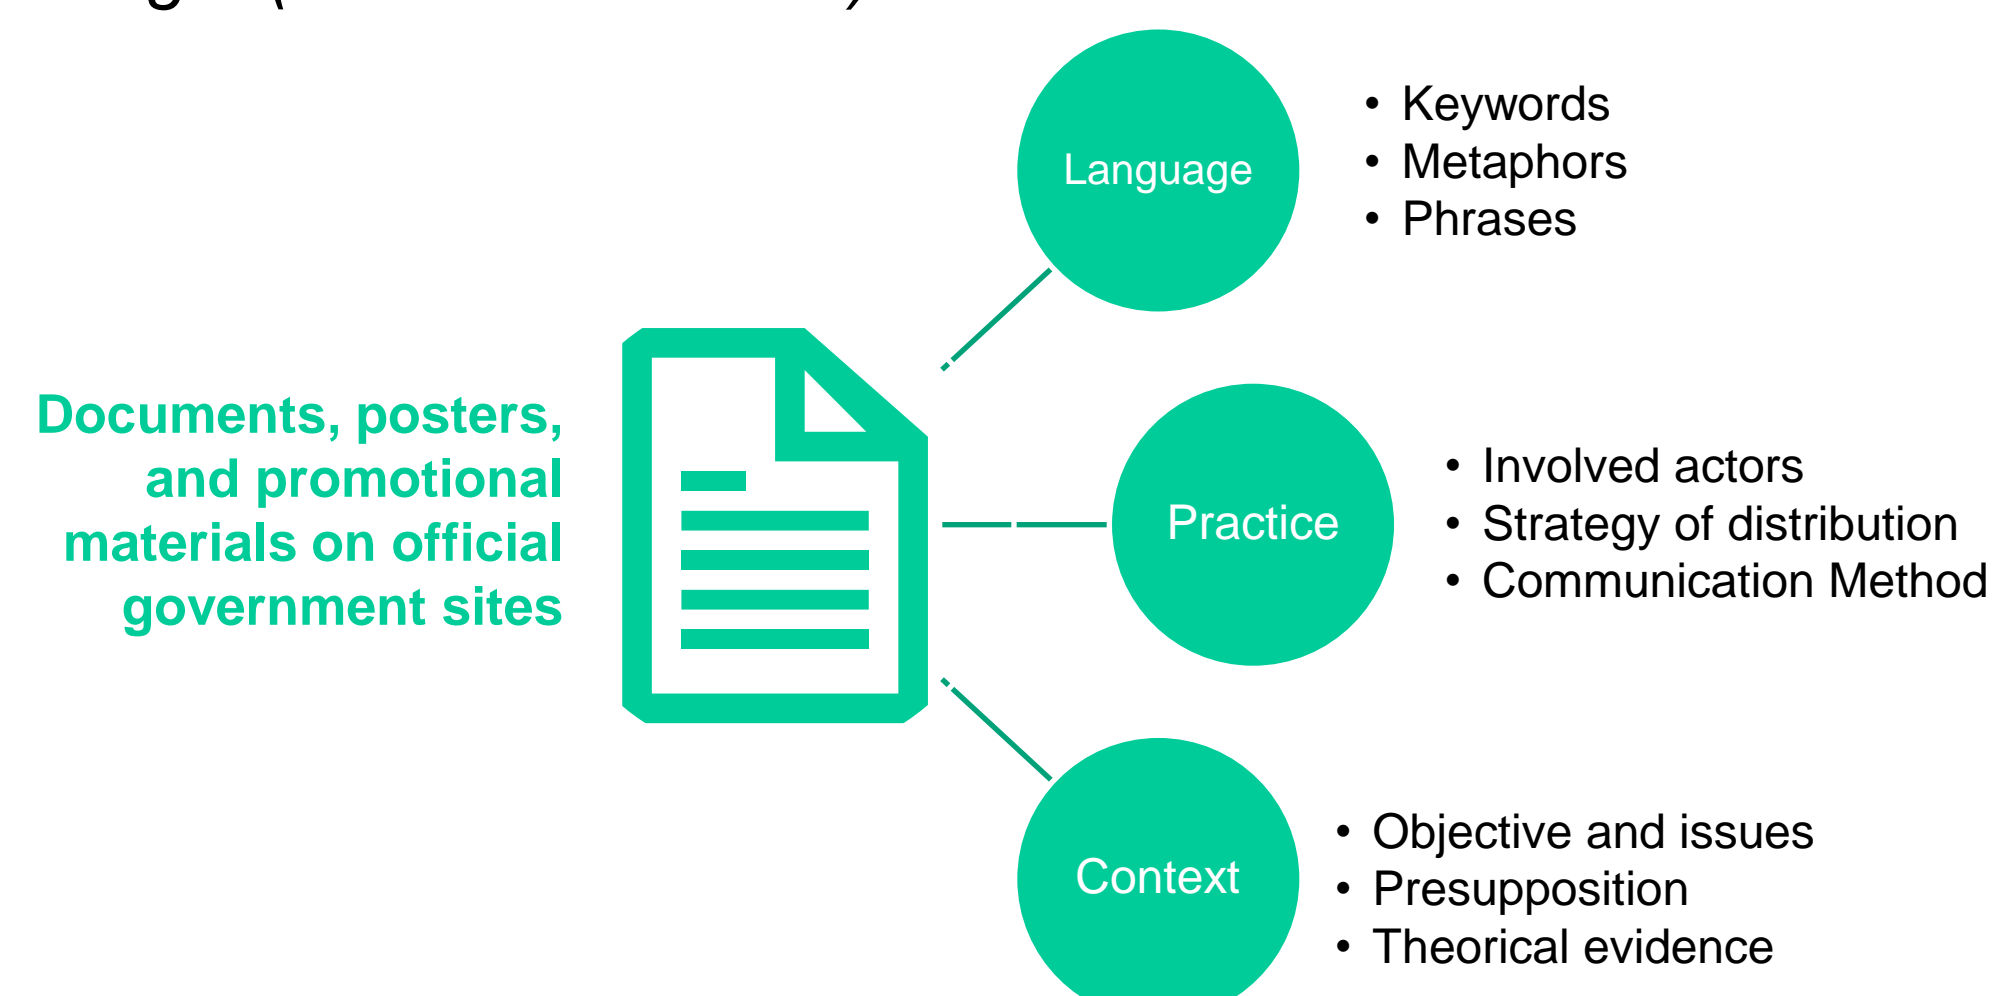 Documents, posters,
and promotional
materials on official
government sites
Language
• Keywords
• Metaphors
• Phrases
Practice
• Involved actors
• Strategy of distribution
• Communication Method
Context
• Objective and issues
• Presupposition
• Theorical evidence